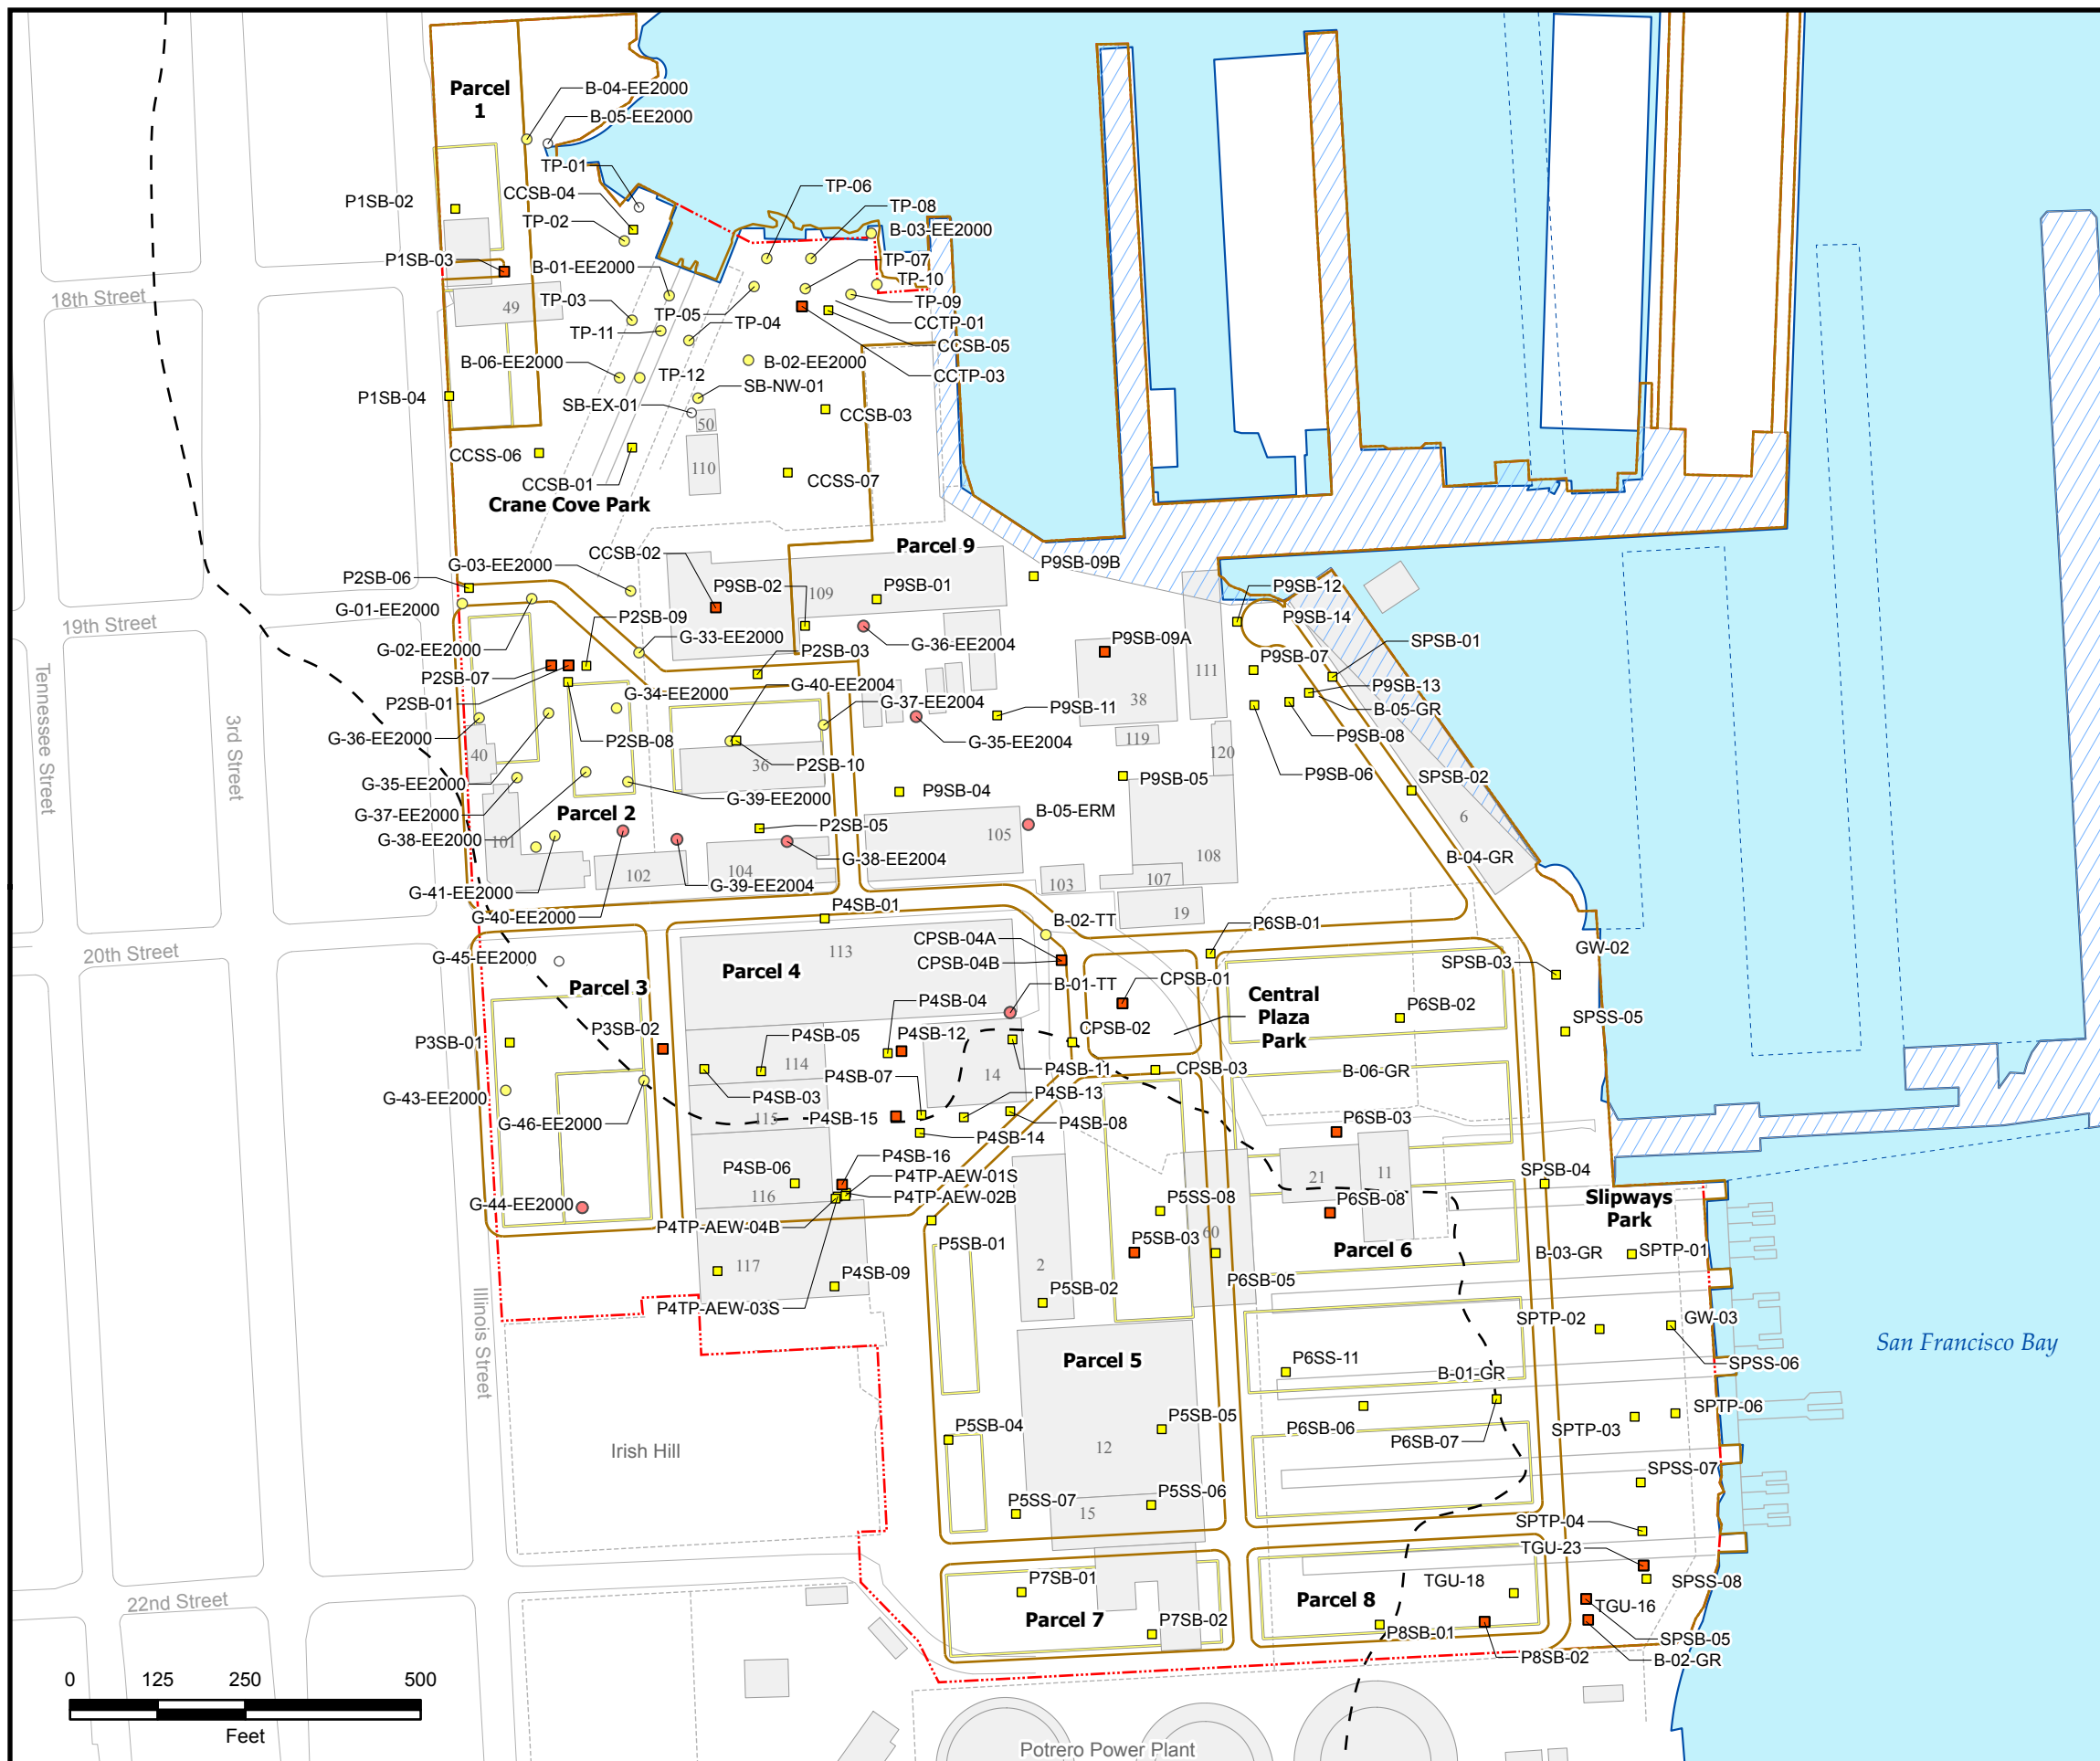 Parcel
1
B-04-EE2000
B-05-EE2000
TP-01
CCSB-04
P1SB-02
TP-02
TP-06
TP-08
B-03-EE2000
P1SB-03
B-01-EE2000
TP-07
TP-10
18th Street
49
TP-03
TP-05
TP-09
TP-11
TP-04
CCTP-01
CCSB-05
B-06-EE2000
TP-12
B-02-EE2000
CCTP-03
SB-NW-01
P1SB-04
SB-EX-01
50
CCSB-03
CCSS-06
110
CCSB-01
CCSS-07
Crane Cove Park
Parcel 9
CCSB-02
G-03-EE2000
P2SB-06
P9SB-02
109
P9SB-01
P9SB-09B
P9SB-12
G-01-EE2000
P2SB-09
P9SB-14
19th Street
G-33-EE2000
G-36-EE2004
P9SB-09A
SPSB-01
G-02-EE2000
P2SB-03
P2SB-07
P9SB-07
111
Tennessee Street
3rd Street
P2SB-01
G-34-EE2000
G-40-EE2004
G-37-EE2004
P9SB-13
P9SB-11
38
B-05-GR
G-36-EE2000
P2SB-08
G-35-EE2004
119
P9SB-08
40
36
P2SB-10
120
G-35-EE2000
P9SB-05
P9SB-06
SPSB-02
G-39-EE2000
P9SB-04
G-37-EE2000
Parcel 2
B-05-ERM
6
G-38-EE2000
101
P2SB-05
105
108
B-04-GR
G-38-EE2004
102
104
G-39-EE2004
103
107
G-41-EE2000
19
G-40-EE2000
P4SB-01
B-02-TT
P6SB-01
20th Street
G-45-EE2000
113
CPSB-04A
CPSB-04B
GW-02
SPSB-03
Parcel 4
CPSB-01
Parcel 3
B-01-TT
Central
Plaza
Park
P4SB-04
P6SB-02
SPSS-05
P3SB-02
P4SB-05
P4SB-12
CPSB-02
P3SB-01
114
14
P4SB-11
CPSB-03
B-06-GR
P4SB-07
G-43-EE2000
P4SB-03
P4SB-13
G-46-EE2000
115
P4SB-15
P4SB-08
P6SB-03
P4SB-14
P4SB-16
P4SB-06
P4TP-AEW-01S
21
11
SPSB-04
116
P4TP-AEW-02B
P5SS-08
P6SB-08
Slipways
Park
G-44-EE2000
P4TP-AEW-04B
P5SB-01
P5SB-03
60
Parcel 6
B-03-GR
SPTP-01
117
2
P4SB-09
P5SB-02
P6SB-05
Illinois Street
P4TP-AEW-03S
SPTP-02
GW-03
San Francisco Bay
Parcel 5
P6SS-11
SPSS-06
B-01-GR
P5SB-04
P5SB-05
P6SB-06
SPTP-06
SPTP-03
P6SB-07
Irish Hill
12
SPSS-07
P5SS-07
P5SS-06
15
SPTP-04
TGU-23
P7SB-01
TGU-18
SPSS-08
22nd Street
Parcel 8
TGU-16
Parcel 7
P7SB-02
P8SB-01
SPSB-05
P8SB-02
B-02-GR
0 125 250 500
Feet
Potrero Power Plant